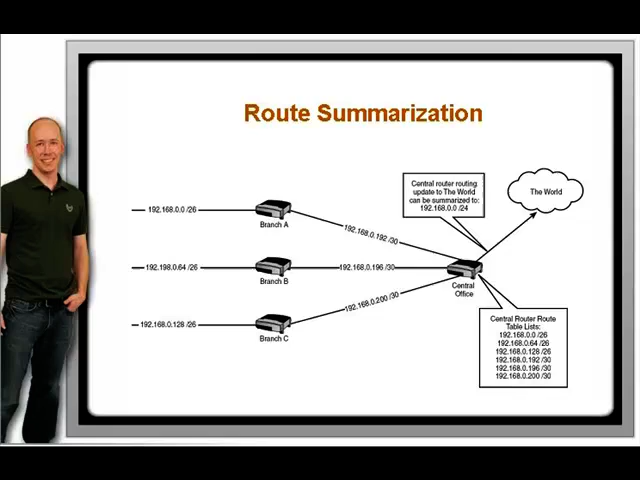 Route Summarization
Central router routing
update to The World
can be summarized to:
192.168.0.0 /24
The World
192.168.0.0 /26
Branch A
192.168.0.192 /30
192.198.0.64 /26
Branch B
192.168.0.196 /30
Central
Office
192.168.0.128 /26
Branch C
192.168.0.200 /30
Central Router Route
Table Lists:
192.168.0.0 /26
192.168.0.64 /26
192.168.0.128 /26
192.168.0.192 /30
192.168.0.196 /30
192.168.0.200 /30